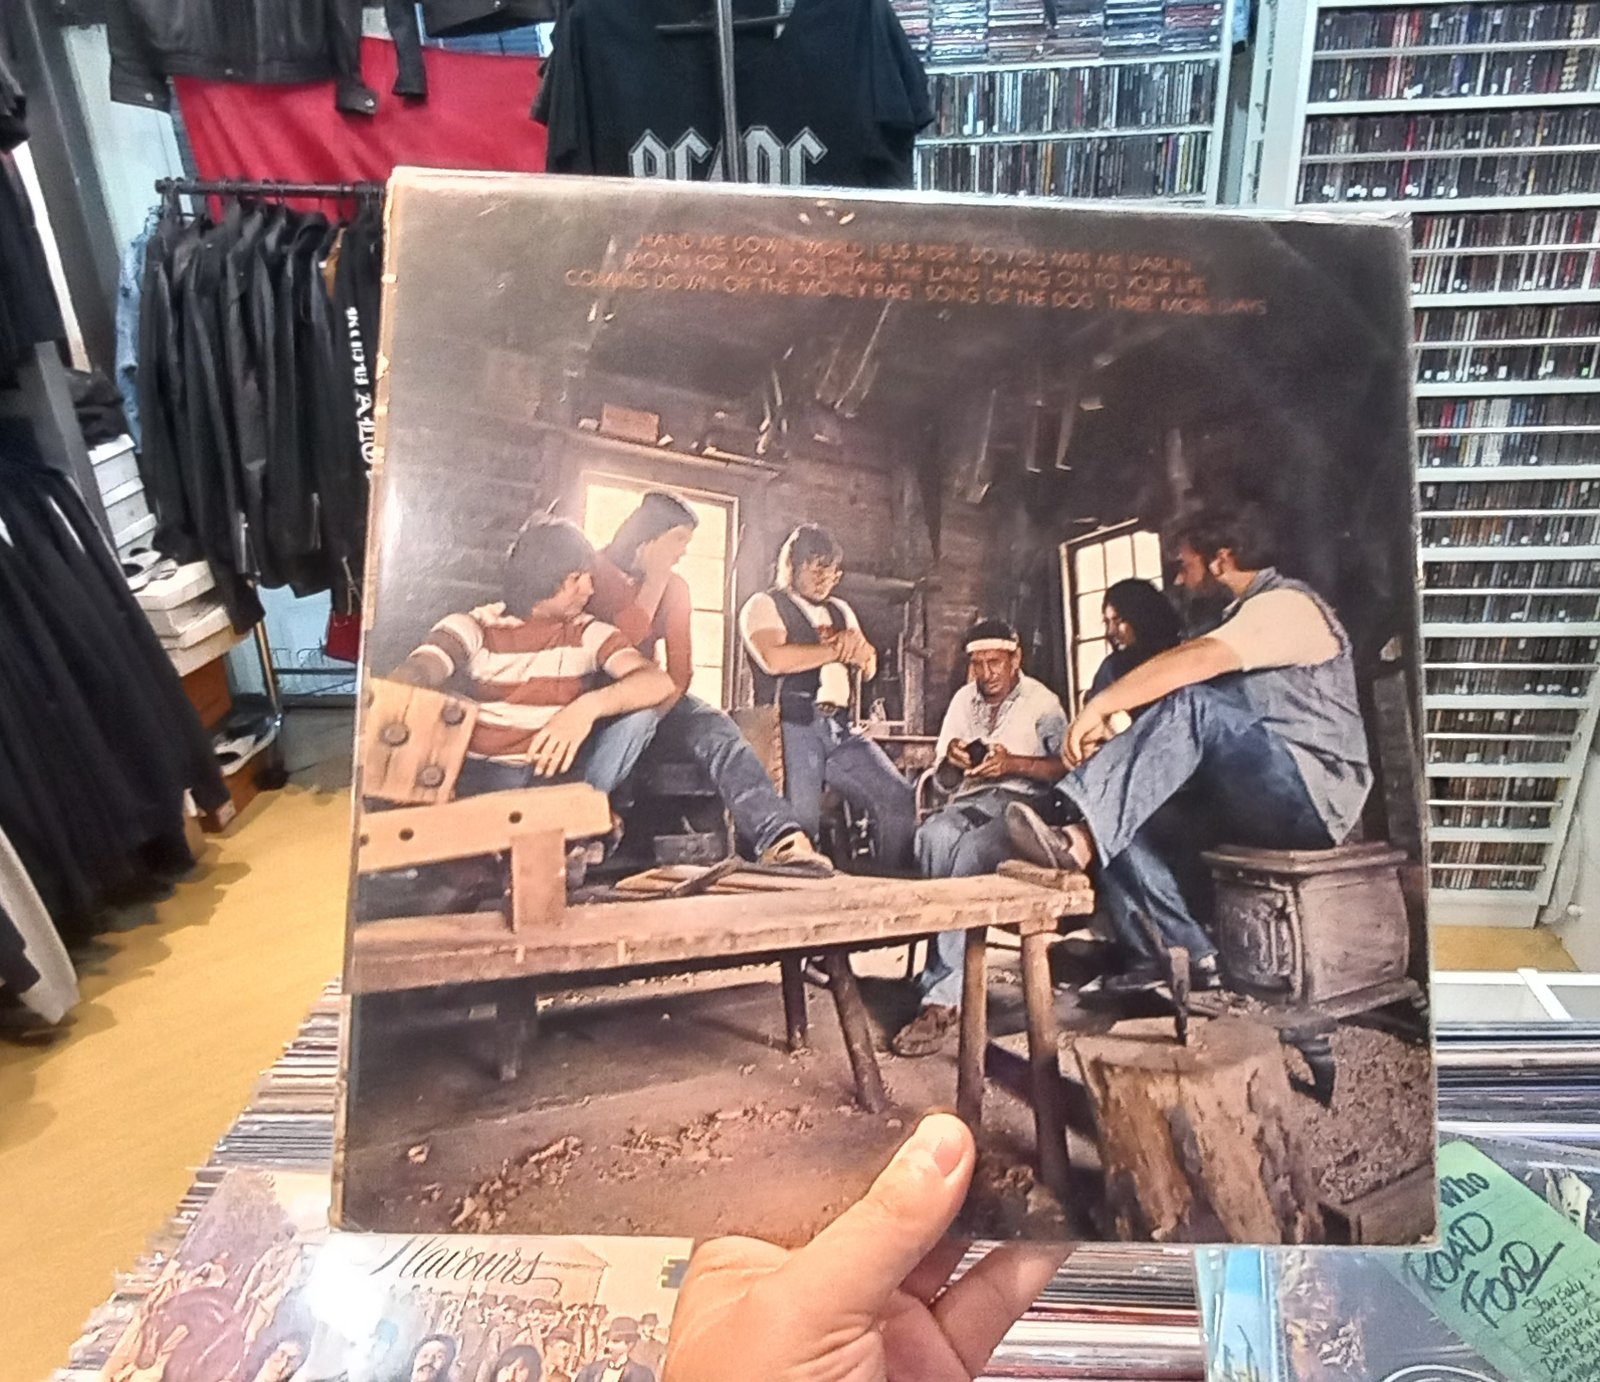 AC/DC
HAND ME DOWN WORLD | BUS RIDER | DO YOU MISS ME DARLIN'
MOAN FOR YOU JOE | SHARE THE LAND | HANG ON TO YOUR LIFE
COMING DOWN OFF THE MONEY BAG | SONG OF THE DOG | THREE MORE DAYS
Flavours
Who
ROAD
FOOD